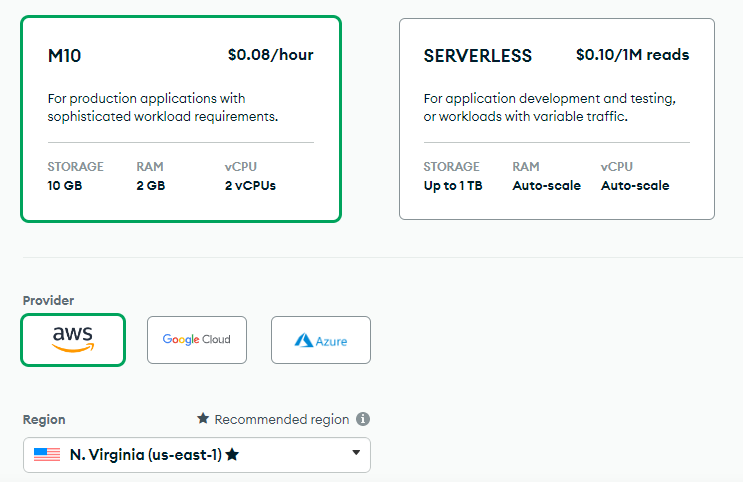 M10 $0.08/hour
For production applications with
sophisticated workload requirements.
STORAGE RAM vCPU
10 GB 2 GB 2 vCPUs
SERVERLESS $0.10/1M reads
For application development and testing,
or workloads with variable traffic.
STORAGE RAM vCPU
Up to 1 TB Auto-scale Auto-scale
Provider
aws
Google Cloud
Azure
Region ★ Recommended region i
N. Virginia (us-east-1) ★